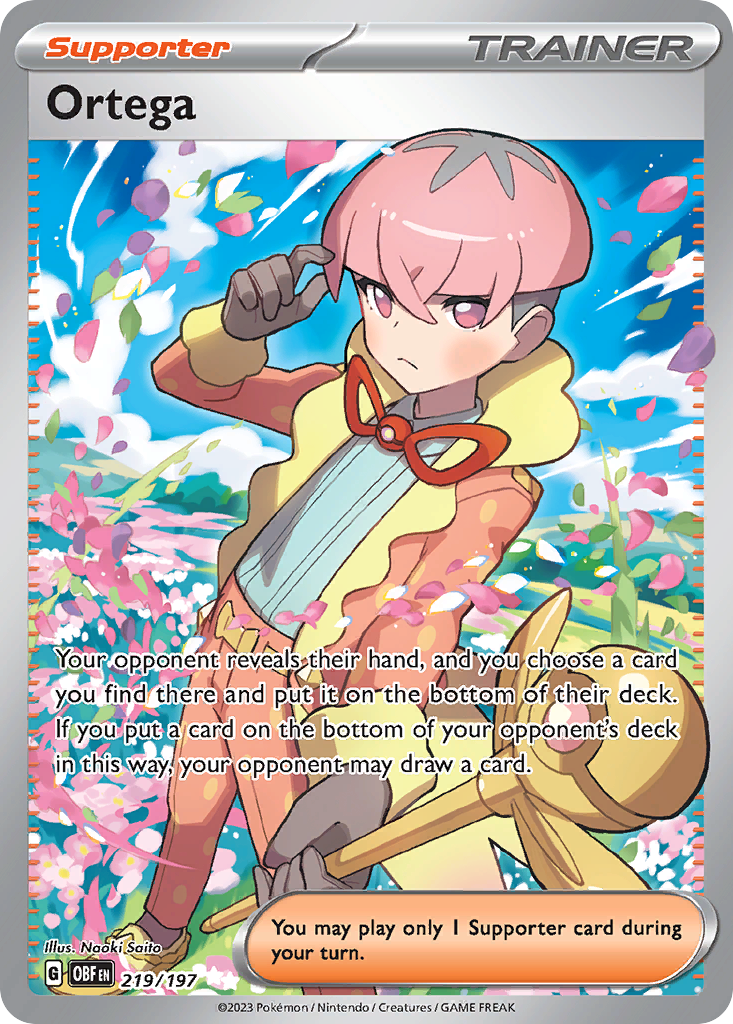 Supporter
TRAINER
Ortega
Your opponent reveals their hand, and you choose a card
you find there and put it on the bottom of their deck.
If you put a card on the bottom of your opponent's deck
in this way, your opponent may draw a card.
You may play only 1 Supporter card during
your turn.
Illus. Naoki Saito
G OBF EN 219/197
©2023 Pokémon / Nintendo / Creatures / GAME FREAK